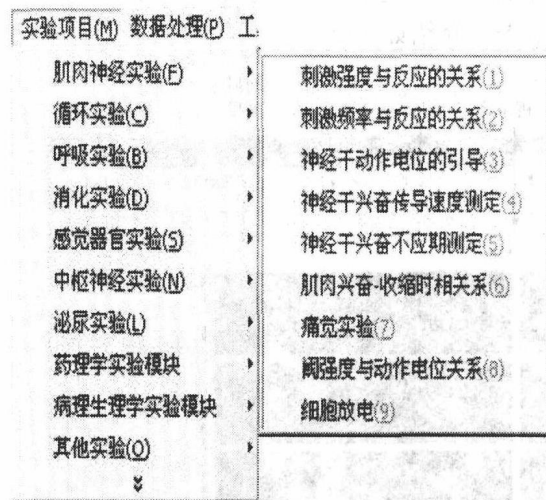 实验项目(M) 数据处理(P) 工
肌肉神经实验(F)
循环实验(C)
呼吸实验(B)
消化实验(D)
感觉器官实验(S)
中枢神经实验(N)
泌尿实验(L)
药理学实验模块
病理生理学实验模块
其他实验(O)
刺激强度与反应的关系(1)
刺激频率与反应的关系(2)
神经干动作电位的引导(3)
神经干兴奋传导速度测定(4)
神经干兴奋不应期测定(5)
肌肉兴奋-收缩时相关系(6)
痛觉实验(7)
阈强度与动作电位关系(8)
细胞放电(9)